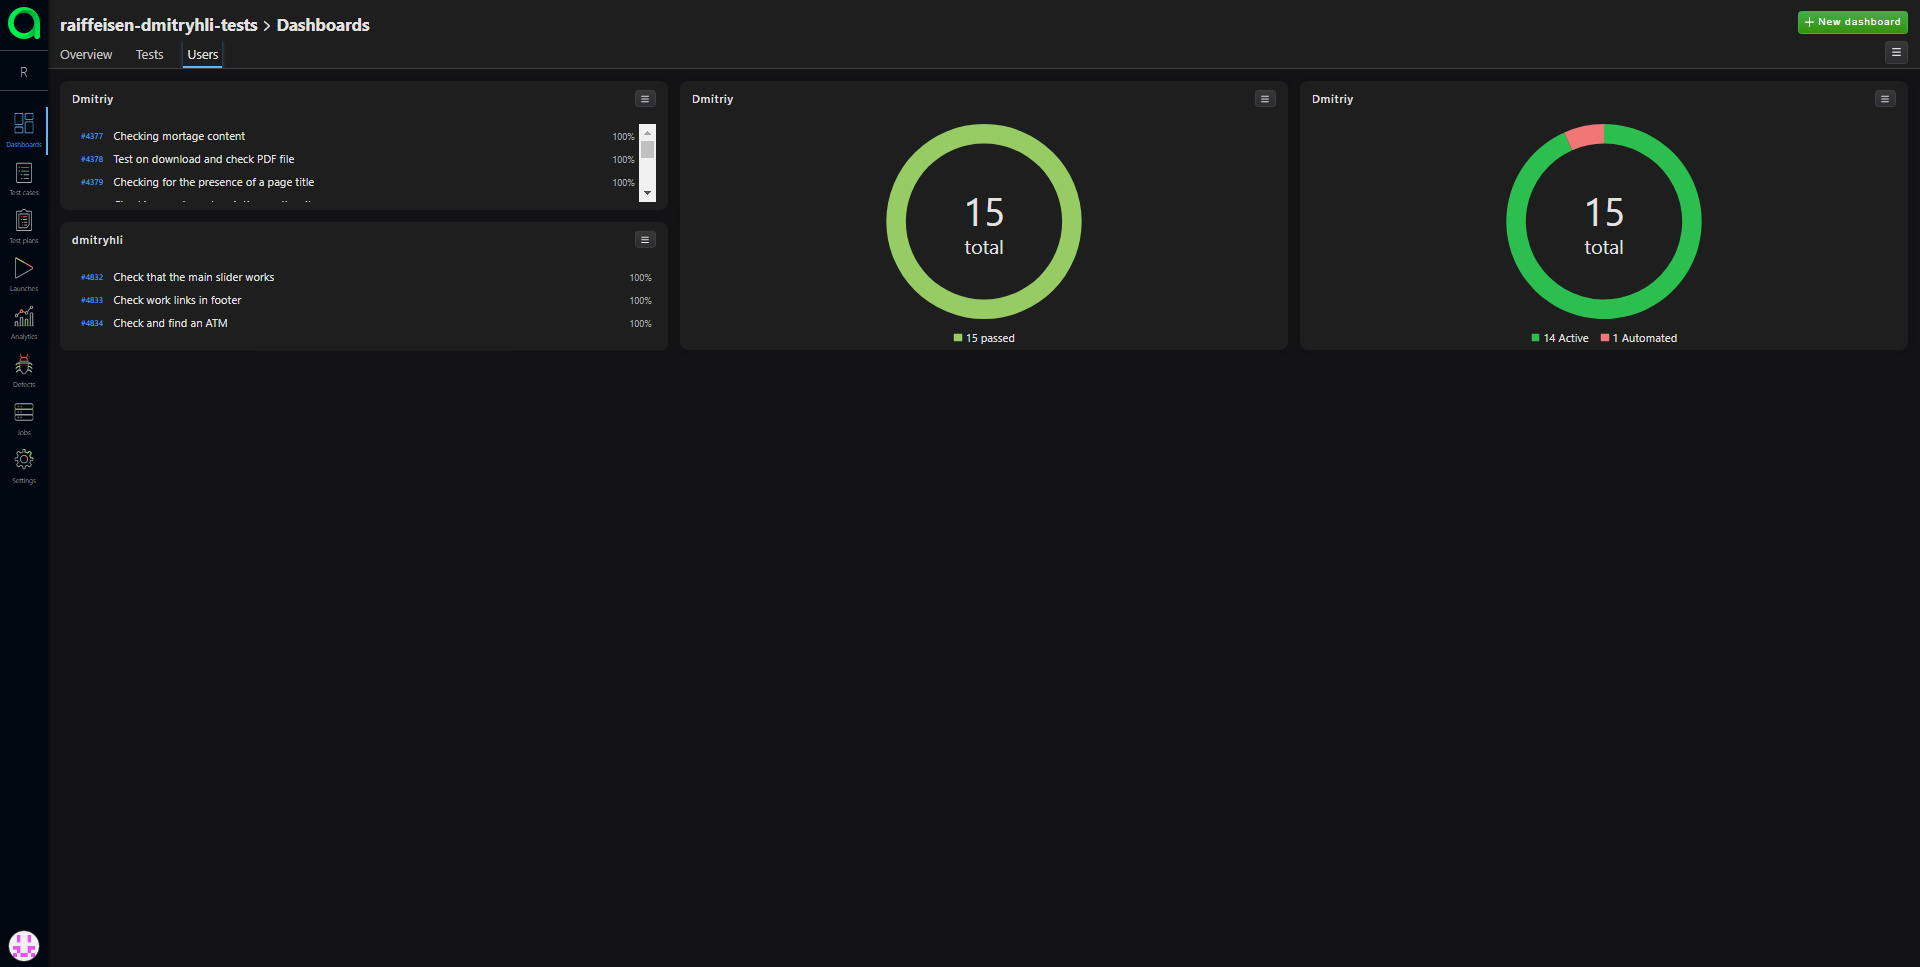 raiffeisen-dmitryhli-tests > Dashboards
+ New dashboard
Overview
Tests
Users
R
Dashboards
Test cases
Test plans
Launches
Analytics
Defects
Jobs
Settings
Dmitriy
#4377 Checking mortage content 100%
#4378 Test on download and check PDF file 100%
#4379 Checking for the presence of a page title 100%
dmitryhli
#4832 Check that the main slider works 100%
#4833 Check work links in footer 100%
#4834 Check and find an ATM 100%
Dmitriy
15
total
15 passed
Dmitriy
15
total
14 Active 1 Automated